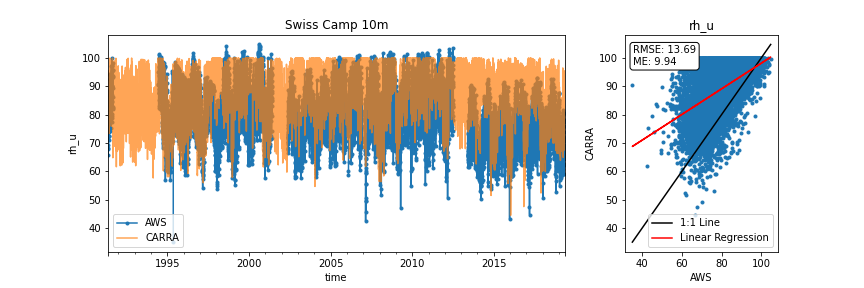 Swiss Camp 10m
rh_u
100
90
80
70
60
50
40
rh_u
AWS
CARRA
1995
2000
2005
2010
2015
time
rh_u
RMSE: 13.69
ME: 9.94
100
90
80
70
60
50
40
CARRA
1:1 Line
Linear Regression
40
60
80
100
AWS